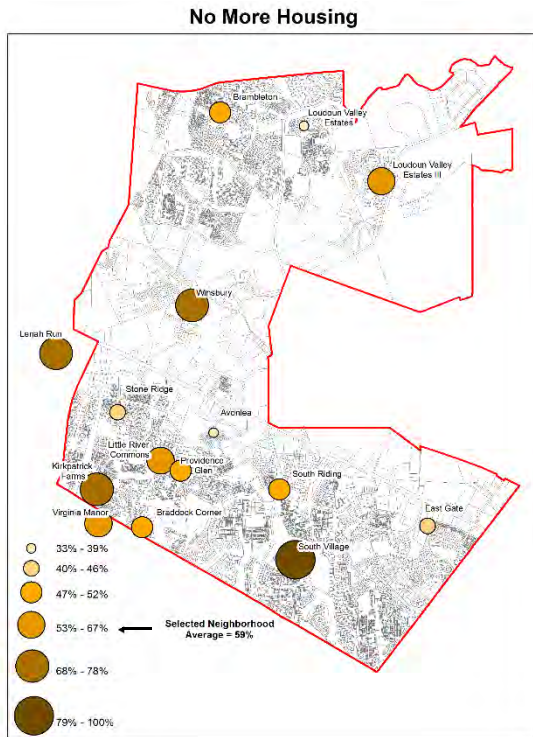 No More Housing
Brambleton
Loudoun Valley
Estates
Loudoun Valley
Estates III
Winsbury
Lenah Run
Stone Ridge
Avonlea
Little River
Commons
Providence
Glen
Kirkpatrick
Farms
South Riding
Virginia Manor
Braddock Corner
East Gate
South Village
33% - 39%
40% - 46%
47% - 52%
53% - 67%
Selected Neighborhood
Average = 59%
68% - 78%
79% - 100%